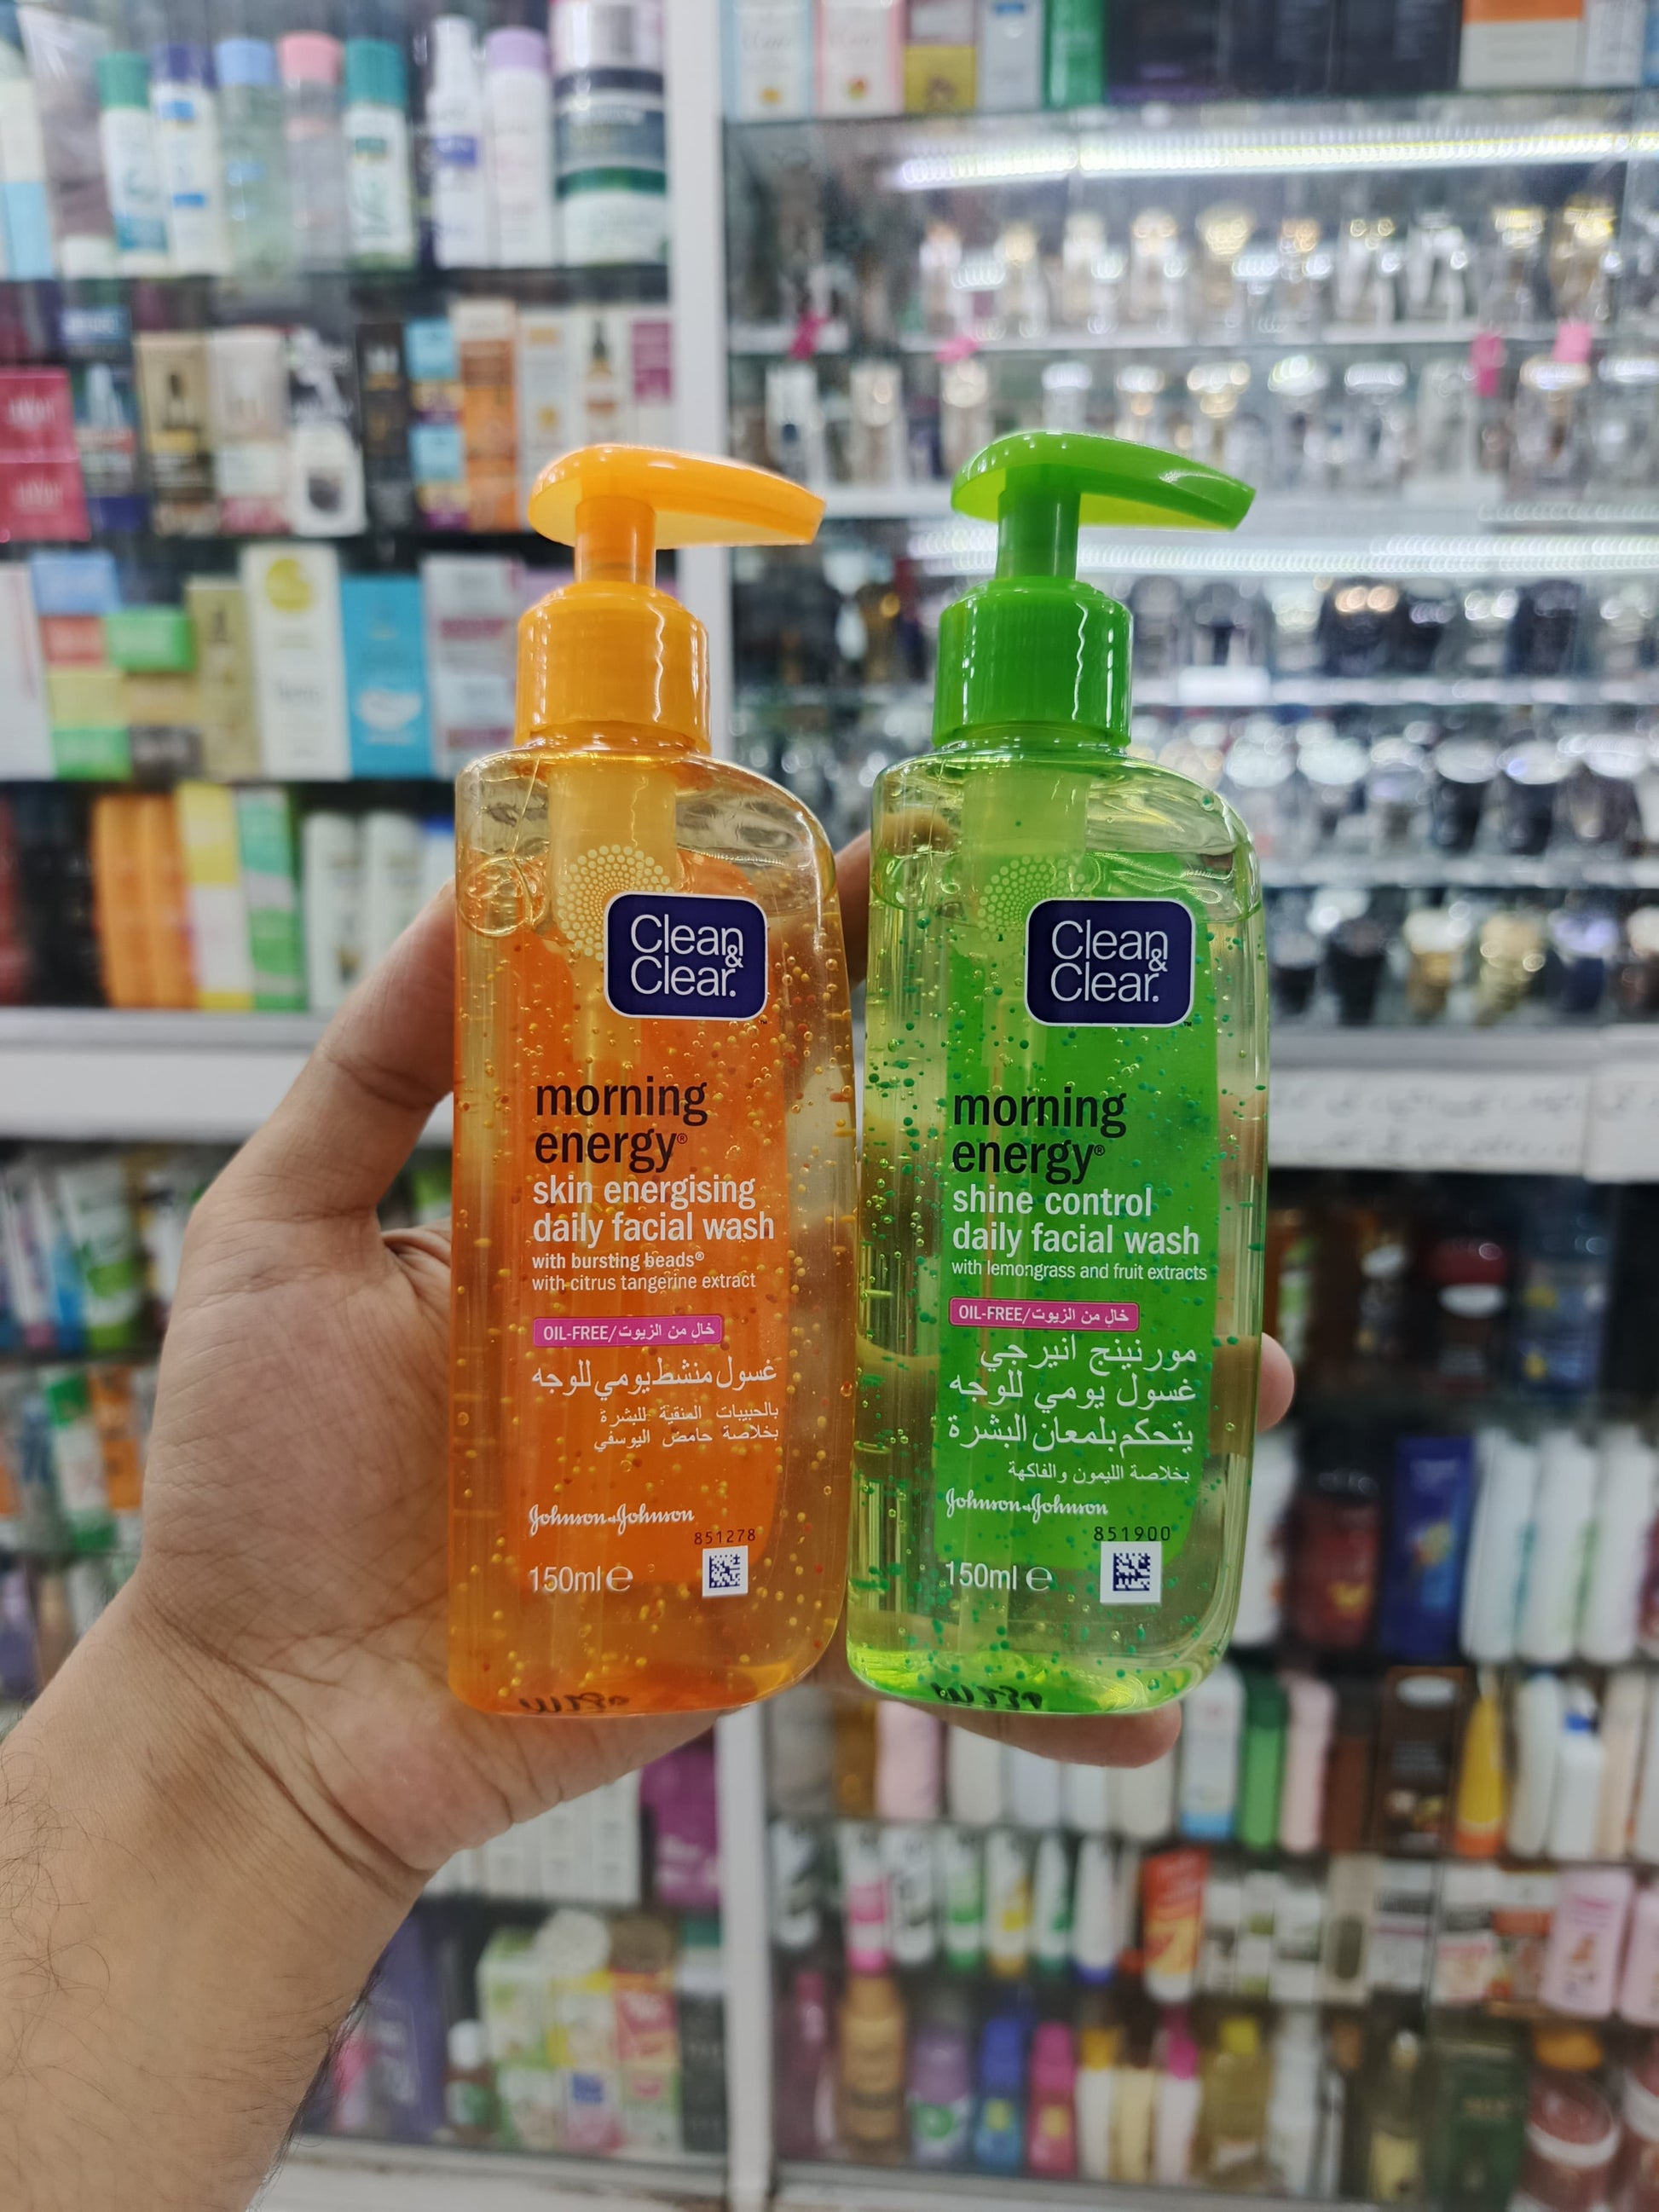 Clean
&
Clear.
morning
energy®
skin energising
daily facial wash
with bursting beads®
with citrus tangerine extract
OIL-FREE/خال من الزيوت
غسول منشط يومي للوجه
بالحبيبات المنقية للبشرة
بخلاصة حامض اليوسفي
Johnson+Johnson
851278
150ml e
Clean
&
Clear.
™
morning
energy®
shine control
daily facial wash
with lemongrass and fruit extracts
OIL-FREE/خال من الزيوت
مورنينج انيرجي
غسول يومي للوجه
يتحكم بلمعان البشرة
بخلاصة الليمون والفاكهة
Johnson+Johnson
851900
150ml e